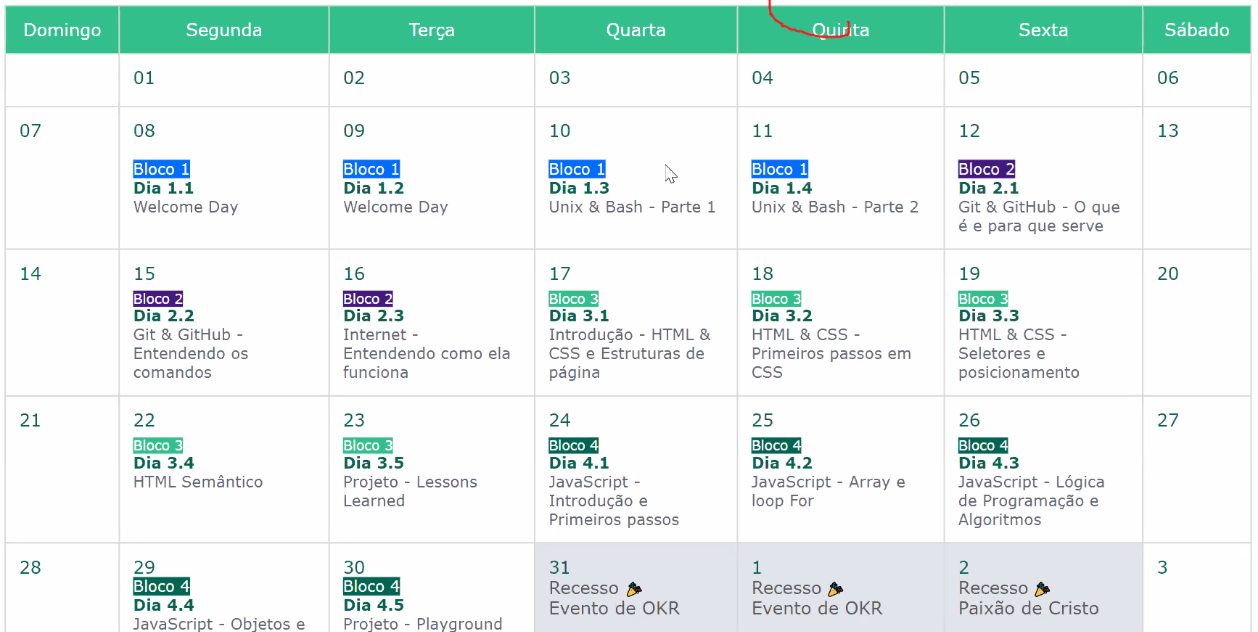 Domingo Segunda Terça Quarta Quinta Sexta Sábado
01 02 03 04 05 06
07 08 09 10 11 12 13
Bloco 1 Bloco 1 Bloco 1 Bloco 1 Bloco 2
Dia 1.1 Dia 1.2 Dia 1.3 Dia 1.4 Dia 2.1
Welcome Day Welcome Day Unix & Bash - Parte 1 Unix & Bash - Parte 2 Git & GitHub - O que
é e para que serve
14 15 16 17 18 19 20
Bloco 2 Bloco 2 Bloco 3 Bloco 3 Bloco 3
Dia 2.2 Dia 2.3 Dia 3.1 Dia 3.2 Dia 3.3
Git & GitHub - Internet - Introdução - HTML & HTML & CSS - HTML & CSS -
Entendendo os Entendendo como ela CSS e Estruturas de Primeiros passos em Seletores e
comandos funciona página CSS posicionamento
21 22 23 24 25 26 27
Bloco 3 Bloco 3 Bloco 4 Bloco 4 Bloco 4
Dia 3.4 Dia 3.5 Dia 4.1 Dia 4.2 Dia 4.3
HTML Semântico Projeto - Lessons JavaScript - JavaScript - Array e JavaScript - Lógica
Learned Introdução e loop For de Programação e
Primeiros passos Algoritmos
28 29 30 31 1 2 3
Bloco 4 Bloco 4 Recesso Recesso Recesso
Dia 4.4 Dia 4.5 Evento de OKR Evento de OKR Paixão de Cristo
JavaScript - Objetos e Projeto - Playground